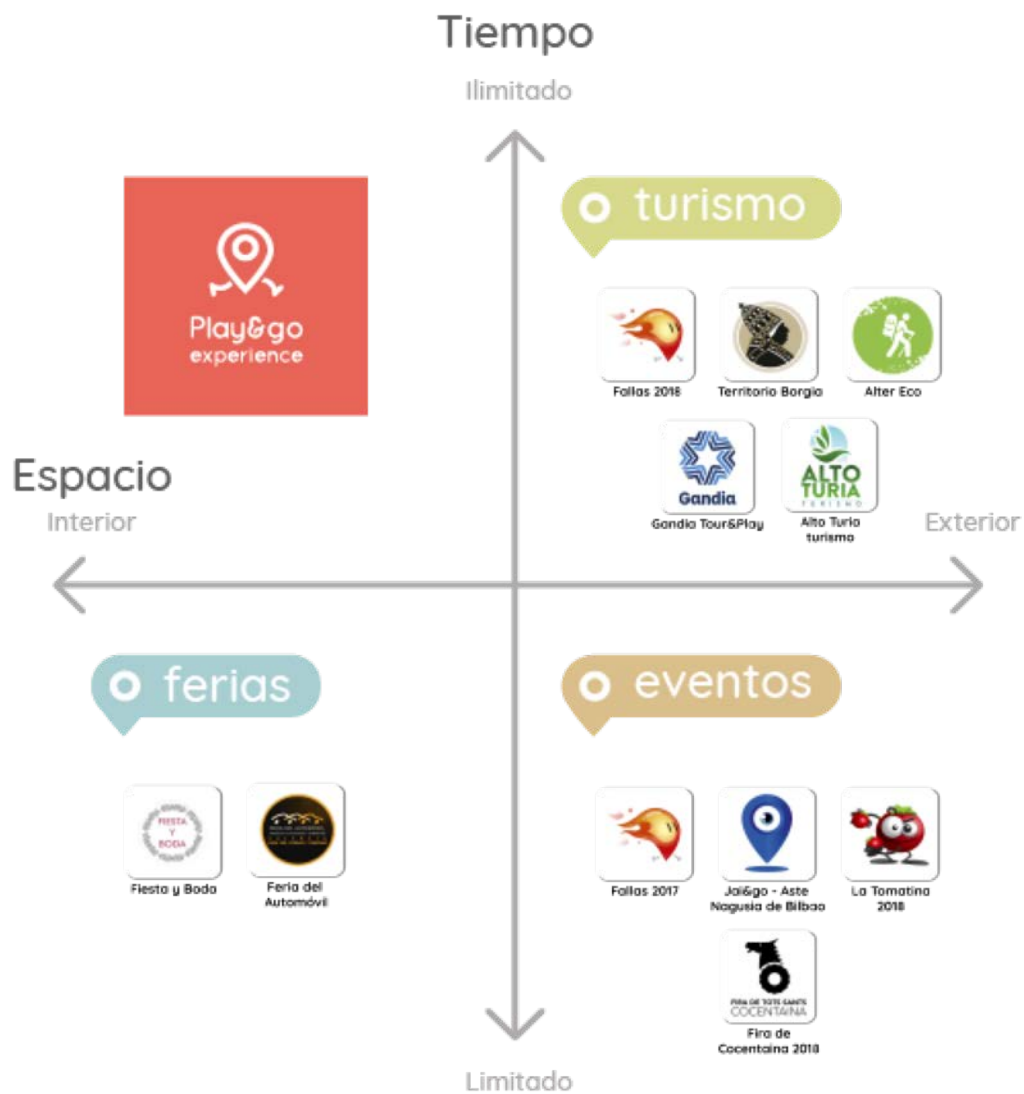 Tiempo
Ilimitado
Play&go
experience
turismo
Fallas 2018
Territorio Borgia
Alter Eco
Gandia
ALTO
TURIA
TURISMO
Gandia Tour&Play
Alto Turia
turismo
Espacio
Interior
Exterior
ferias
eventos
FIESTA
Y
BODA
Fiesta y Boda
Feria del
Automóvil
Fallas 2017
Jai&go - Aste
Nagusia de Bilbao
La Tomatina
2018
FIRA DE TOTS SANTS
COCENTAINA
Fira de
Cocentaina 2018
Limitado